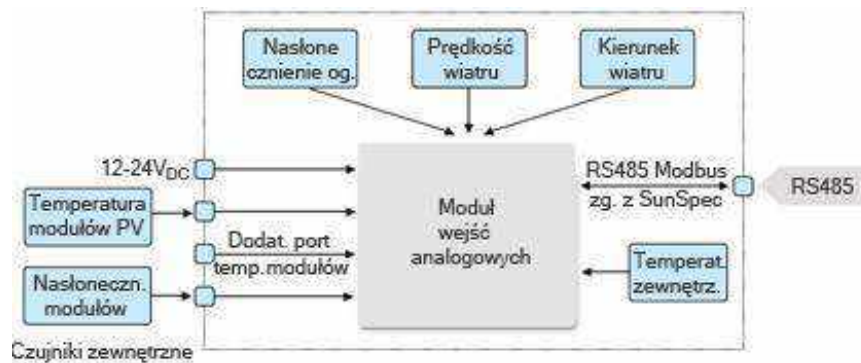 Nasłone
cznienie og.
Prędkość
wiatru
Kierunek
wiatru
12-24VDC
Temperatura
modułów PV
Dodat. port
temp.modułów
Nasłoneczn.
modułów
Czujniki zewnętrzne
Moduł
wejść
analogowych
RS485 Modbus
zg. z SunSpec
RS485
Temperat.
zewnętrz.